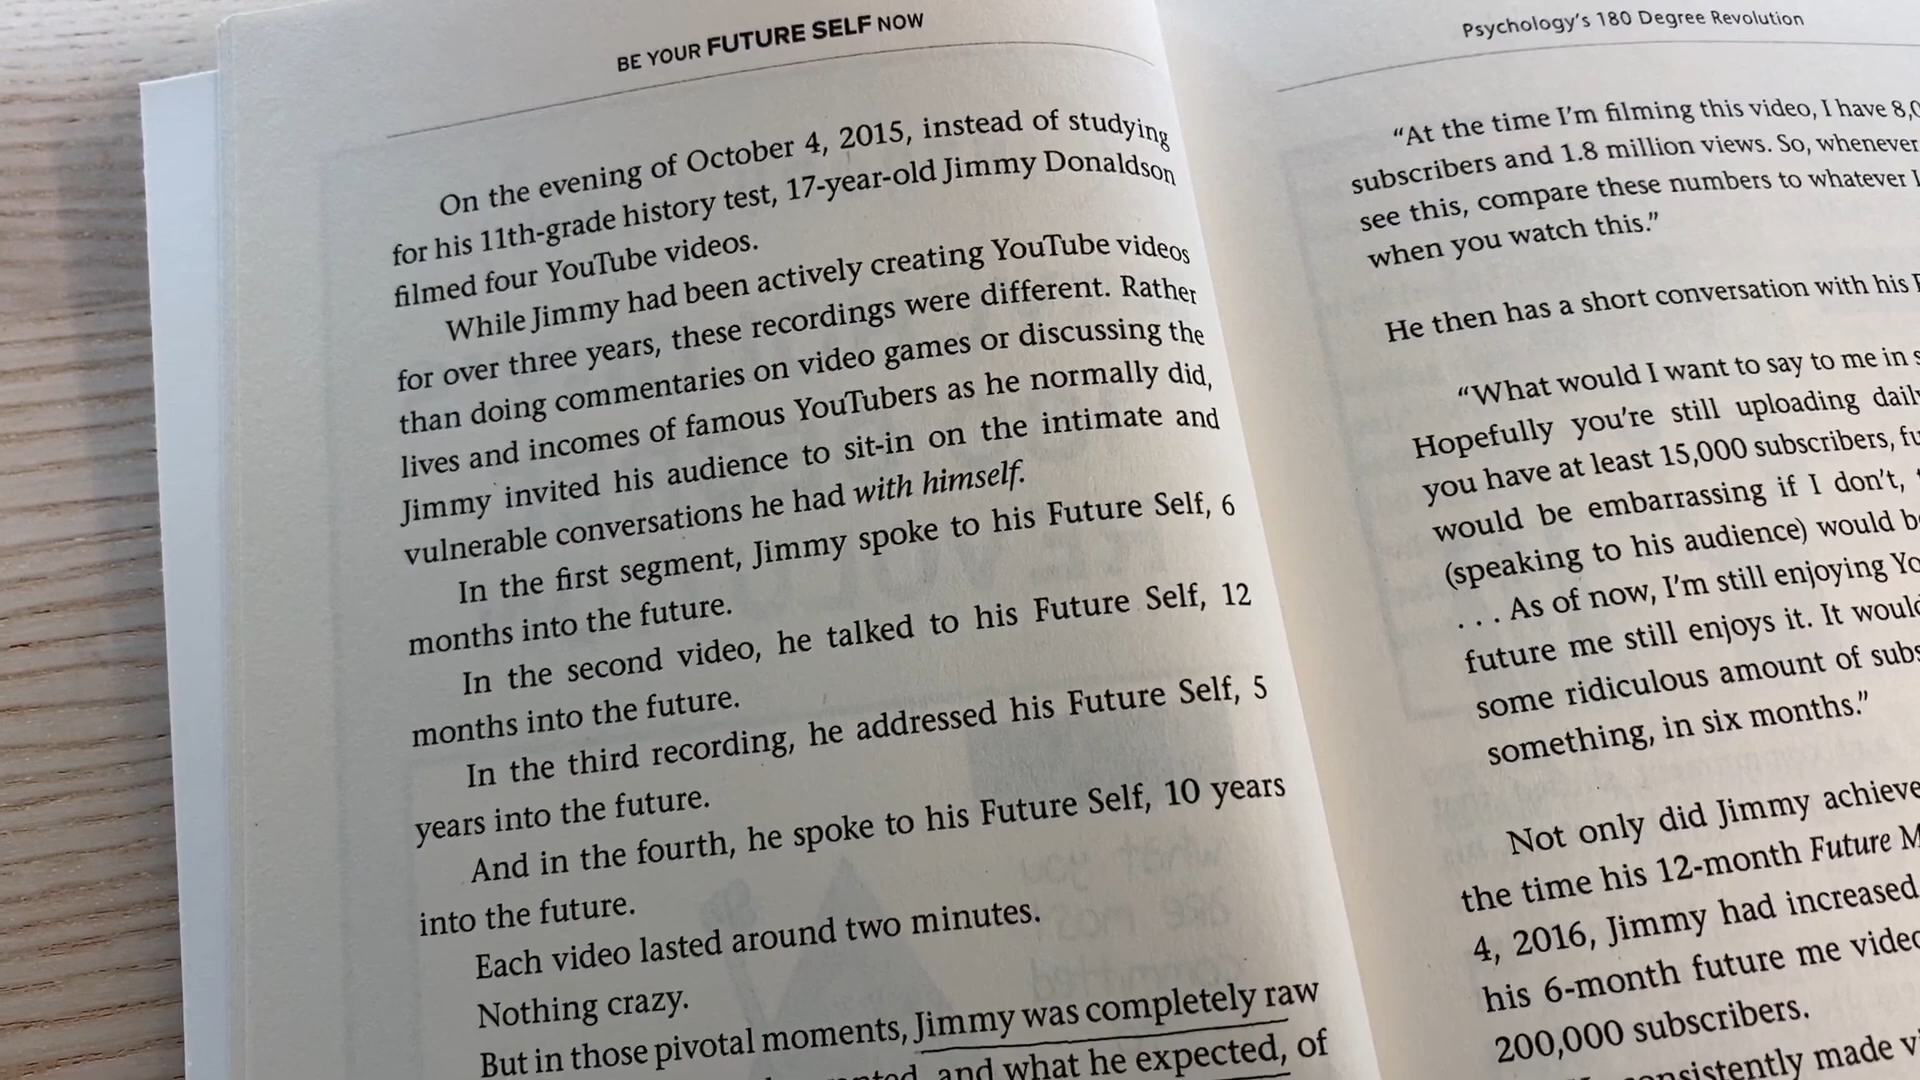 BE YOUR FUTURE SELF NOW
On the evening of October 4, 2015, instead of studying
for his 11th-grade history test, 17-year-old Jimmy Donaldson
filmed four YouTube videos.
While Jimmy had been actively creating YouTube videos
for over three years, these recordings were different. Rather
than doing commentaries on video games or discussing the
lives and incomes of famous YouTubers as he normally did,
Jimmy invited his audience to sit-in on the intimate and
vulnerable conversations he had with himself.
In the first segment, Jimmy spoke to his Future Self, 6
months into the future.
In the second video, he talked to his Future Self, 12
months into the future.
In the third recording, he addressed his Future Self, 5
years into the future.
And in the fourth, he spoke to his Future Self, 10 years
into the future.
Each video lasted around two minutes.
Nothing crazy.
But in those pivotal moments, Jimmy was completely raw
and what he expected, of
Psychology's 180 Degree Revolution
“At the time I'm filming this video, I have 8,0
subscribers and 1.8 million views. So, whenever
see this, compare these numbers to whatever I
when you watch this.”
He then has a short conversation with his
“What would I want to say to me in
Hopefully you're still uploading daily
you have at least 15,000 subscribers,
would be embarrassing if I don't,
(speaking to his audience) would
. . . As of now, I'm still enjoying
future me still enjoys it. It would
some ridiculous amount of
something, in six months.”
Not only did Jimmy achieve
the time his 12-month Future
4, 2016, Jimmy had increased
his 6-month future me video
200,000 subscribers.
made